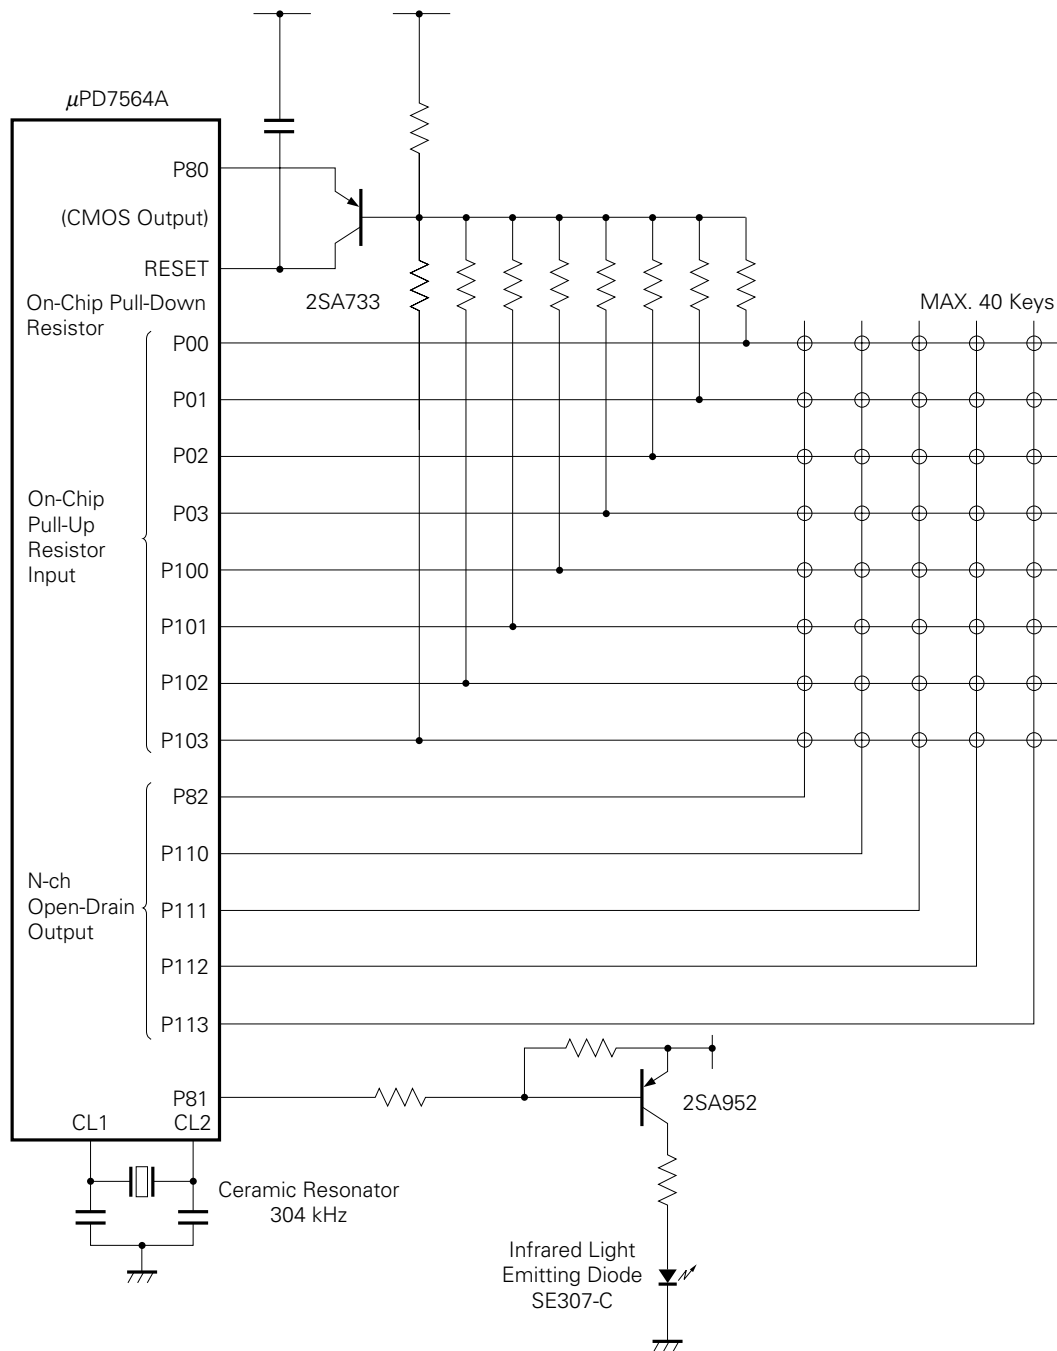 μPD7564A
P80
(CMOS Output)
RESET
2SA733
On-Chip Pull-Down
Resistor
MAX. 40 Keys
P00
P01
P02
P03
On-Chip
Pull-Up
Resistor
Input
P100
P101
P102
P103
P82
P110
N-ch
Open-Drain
Output
P111
P112
P113
P81
2SA952
CL1
CL2
Ceramic Resonator
304 kHz
Infrared Light
Emitting Diode
SE307-C